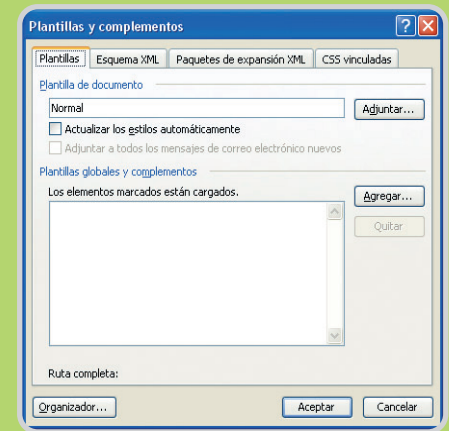 Plantillas y complementos
Plantillas Esquema XML Paquetes de expansión XML CSS vinculadas
Plantilla de documento
Normal Adjuntar...
Actualizar los estilos automáticamente
Adjuntar a todos los mensajes de correo electrónico nuevos
Plantillas globales y complementos
Los elementos marcados están cargados. Agregar...
Quitar
Ruta completa:
Organizador... Aceptar Cancelar